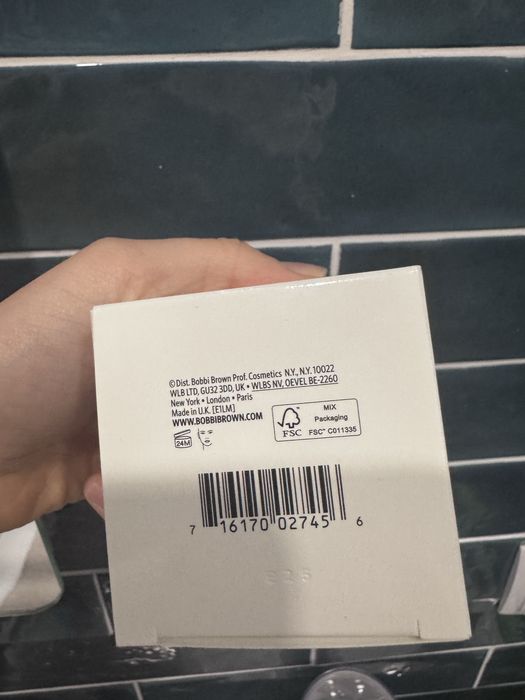 © Dist. Bobbi Brown Prof. Cosmetics N.Y., N.Y. 10022
WLB LTD, GU32 3DD, UK • WLBS NV, OEVEL BE-2260
New York • London • Paris
Made in U.K. [E1LM]
WWW.BOBBIBROWN.COM
24M
FSC
MIX
Packaging
FSC™ C011335
7 16170 02745 6